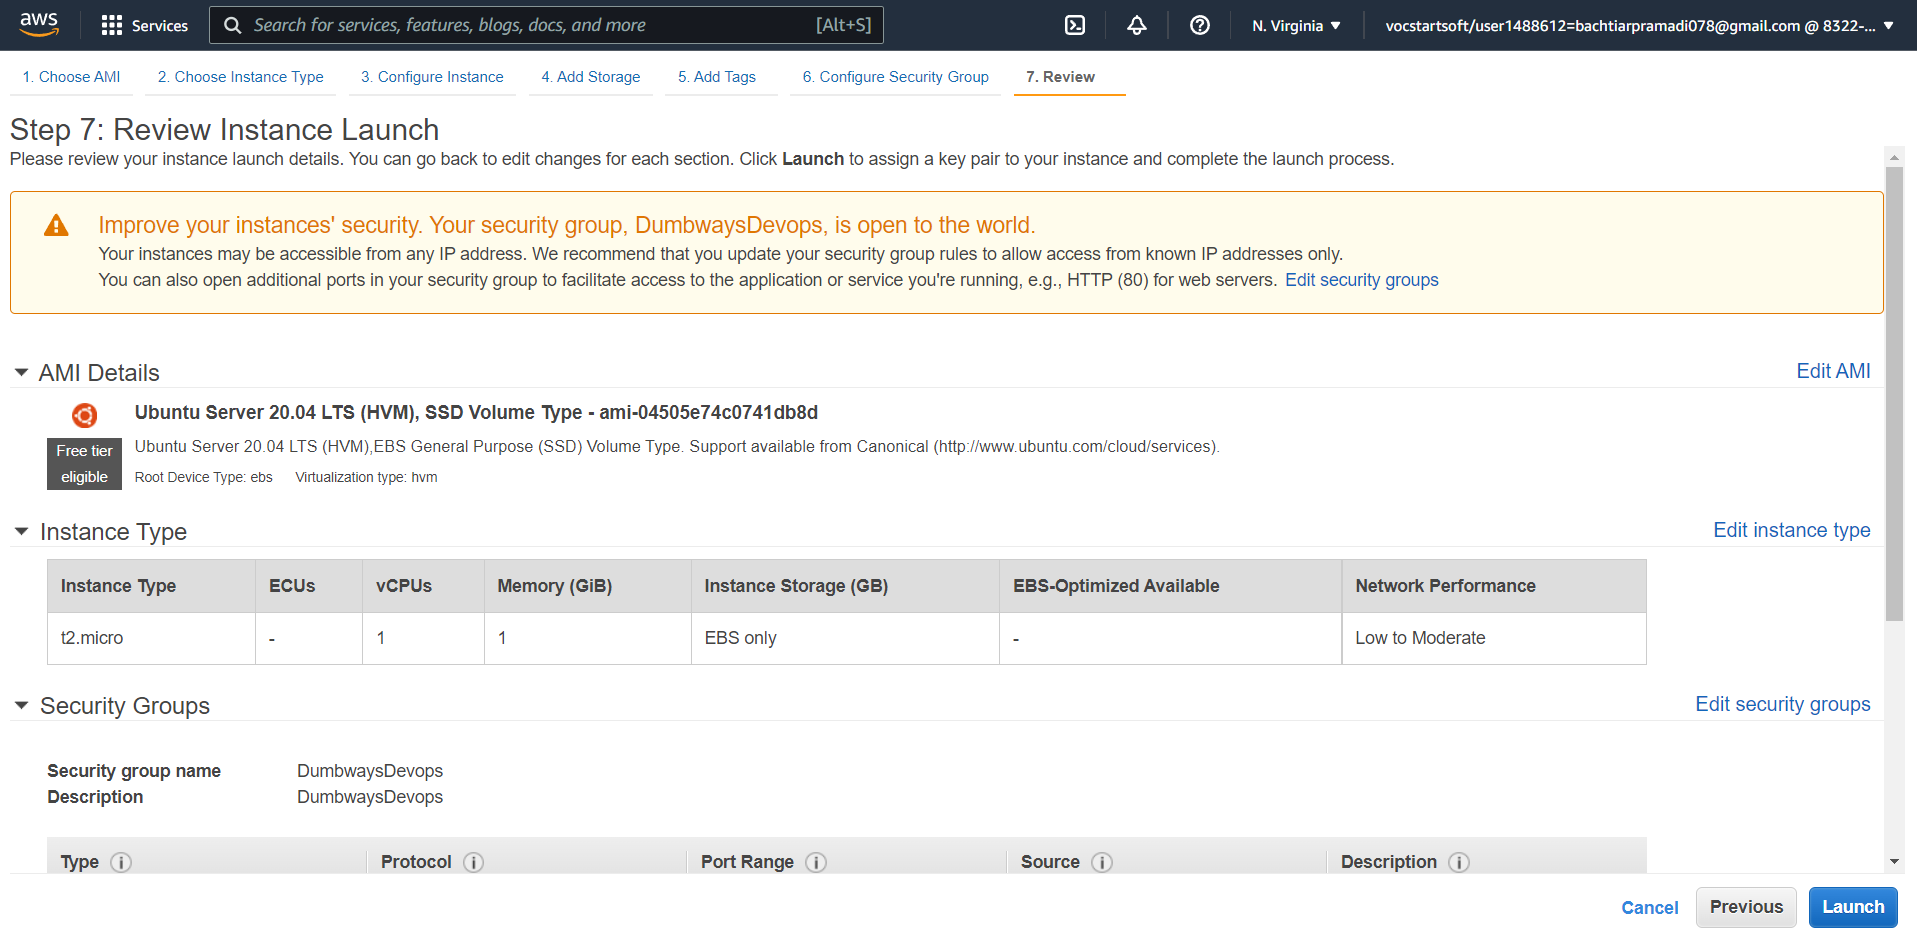 aws Services Search for services, features, blogs, docs, and more [Alt+S] N. Virginia vocstartsoft/user1488612=bachtiarpramadi078@gmail.com @ 8322-...
1. Choose AMI 2. Choose Instance Type 3. Configure Instance 4. Add Storage 5. Add Tags 6. Configure Security Group 7. Review
Step 7: Review Instance Launch
Please review your instance launch details. You can go back to edit changes for each section. Click Launch to assign a key pair to your instance and complete the launch process.
Improve your instances' security. Your security group, DumbwaysDevops, is open to the world.
Your instances may be accessible from any IP address. We recommend that you update your security group rules to allow access from known IP addresses only.
You can also open additional ports in your security group to facilitate access to the application or service you're running, e.g., HTTP (80) for web servers. Edit security groups
AMI Details Edit AMI
Ubuntu Server 20.04 LTS (HVM), SSD Volume Type - ami-04505e74c0741db8d
Free tier eligible
Ubuntu Server 20.04 LTS (HVM),EBS General Purpose (SSD) Volume Type. Support available from Canonical (http://www.ubuntu.com/cloud/services).
Root Device Type: ebs Virtualization type: hvm
Instance Type Edit instance type
Instance Type ECUs vCPUs Memory (GiB) Instance Storage (GB) EBS-Optimized Available Network Performance
t2.micro - 1 1 EBS only - Low to Moderate
Security Groups Edit security groups
Security group name DumbwaysDevops
Description DumbwaysDevops
Type Protocol Port Range Source Description
Cancel Previous Launch